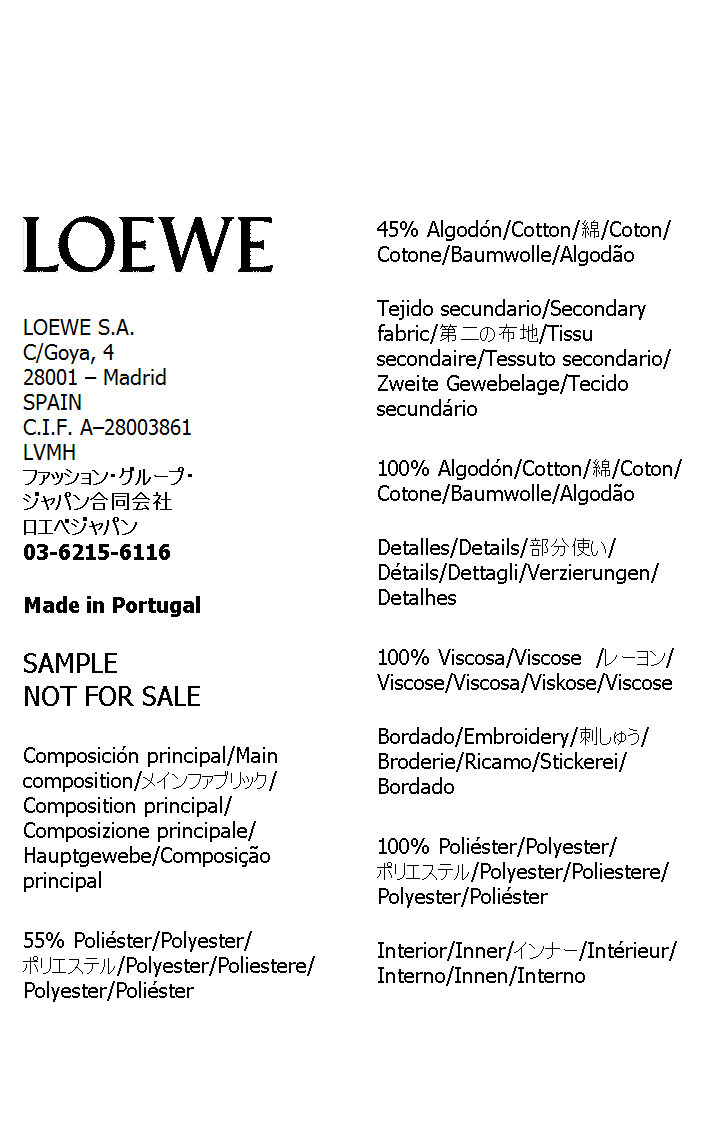 LOEWE
LOEWE S.A.
C/Goya, 4
28001 – Madrid
SPAIN
C.I.F. A–28003861
LVMH
ファッション・グループ・
ジャパン合同会社
ロエベジャパン
03-6215-6116
Made in Portugal
SAMPLE
NOT FOR SALE
Composición principal/Main
composition/メインファブリック/
Composition principal/
Composizione principale/
Hauptgewebe/Composição
principal
55% Poliéster/Polyester/
ポリエステル/Polyester/Poliestere/
Polyester/Poliéster
45% Algodón/Cotton/綿/Coton/
Cotone/Baumwolle/Algodão
Tejido secundario/Secondary
fabric/第二の布地/Tissu
secondaire/Tessuto secondario/
Zweite Gewebelage/Tecido
secundário
100% Algodón/Cotton/綿/Coton/
Cotone/Baumwolle/Algodão
Detalles/Details/部分使い/
Détails/Dettagli/Verzierungen/
Detalhes
100% Viscosa/Viscose  /レーヨン/
Viscose/Viscosa/Viskose/Viscose
Bordado/Embroidery/刺しゅう/
Broderie/Ricamo/Stickerei/
Bordado
100% Poliéster/Polyester/
ポリエステル/Polyester/Poliestere/
Polyester/Poliéster
Interior/Inner/インナー/Intérieur/
Interno/Innen/Interno